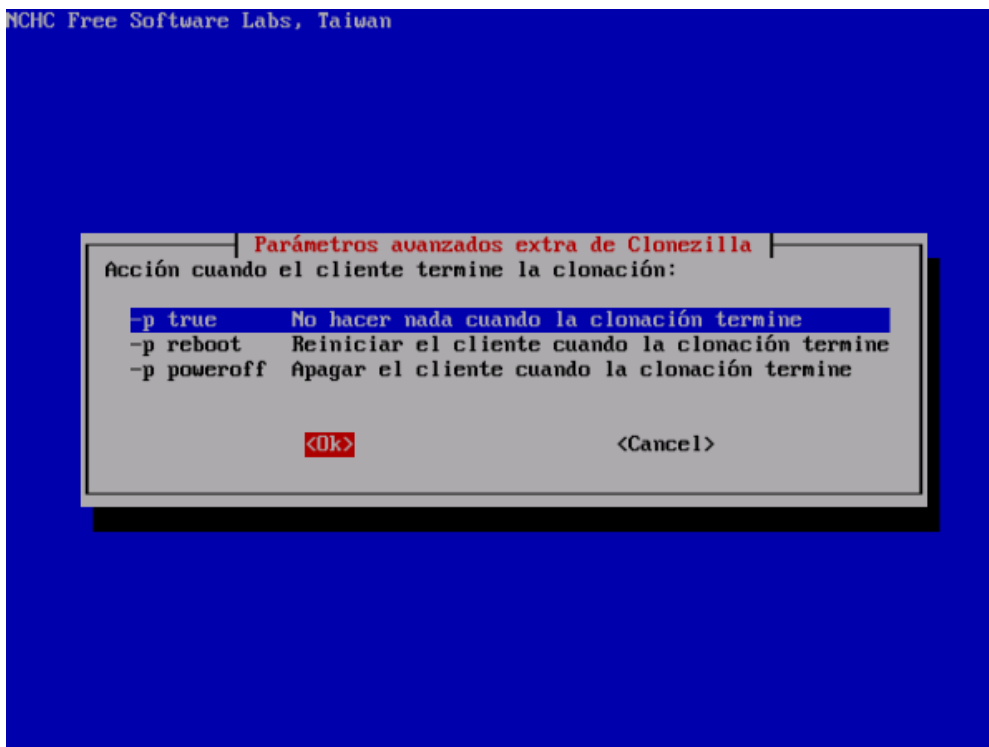 NCHC Free Software Labs, Taiwan
Parámetros avanzados extra de Clonezilla
Acción cuando el cliente termine la clonación:
-p true No hacer nada cuando la clonación termine
-p reboot Reiniciar el cliente cuando la clonación termine
-p poweroff Apagar el cliente cuando la clonación termine
<Ok> <Cancel>